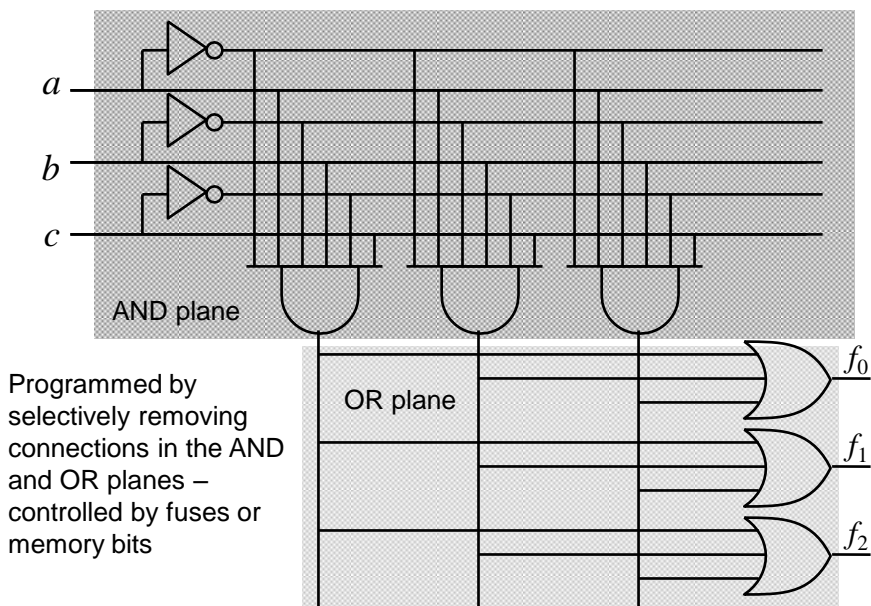 a
b
c
AND plane
OR plane
f0
f1
f2
Programmed by
selectively removing
connections in the AND
and OR planes –
controlled by fuses or
memory bits